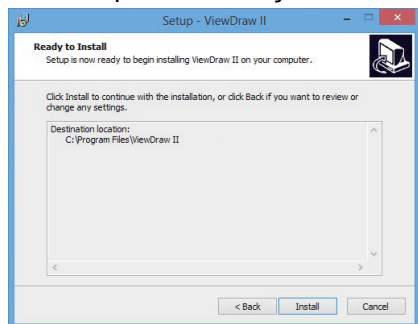 Setup - ViewDraw II
Ready to Install
Setup is now ready to begin installing ViewDraw II on your computer.
Click Install to continue with the installation, or click Back if you want to review or
change any settings.
Destination location:
C:\Program Files\ViewDraw II
< Back
Install
Cancel